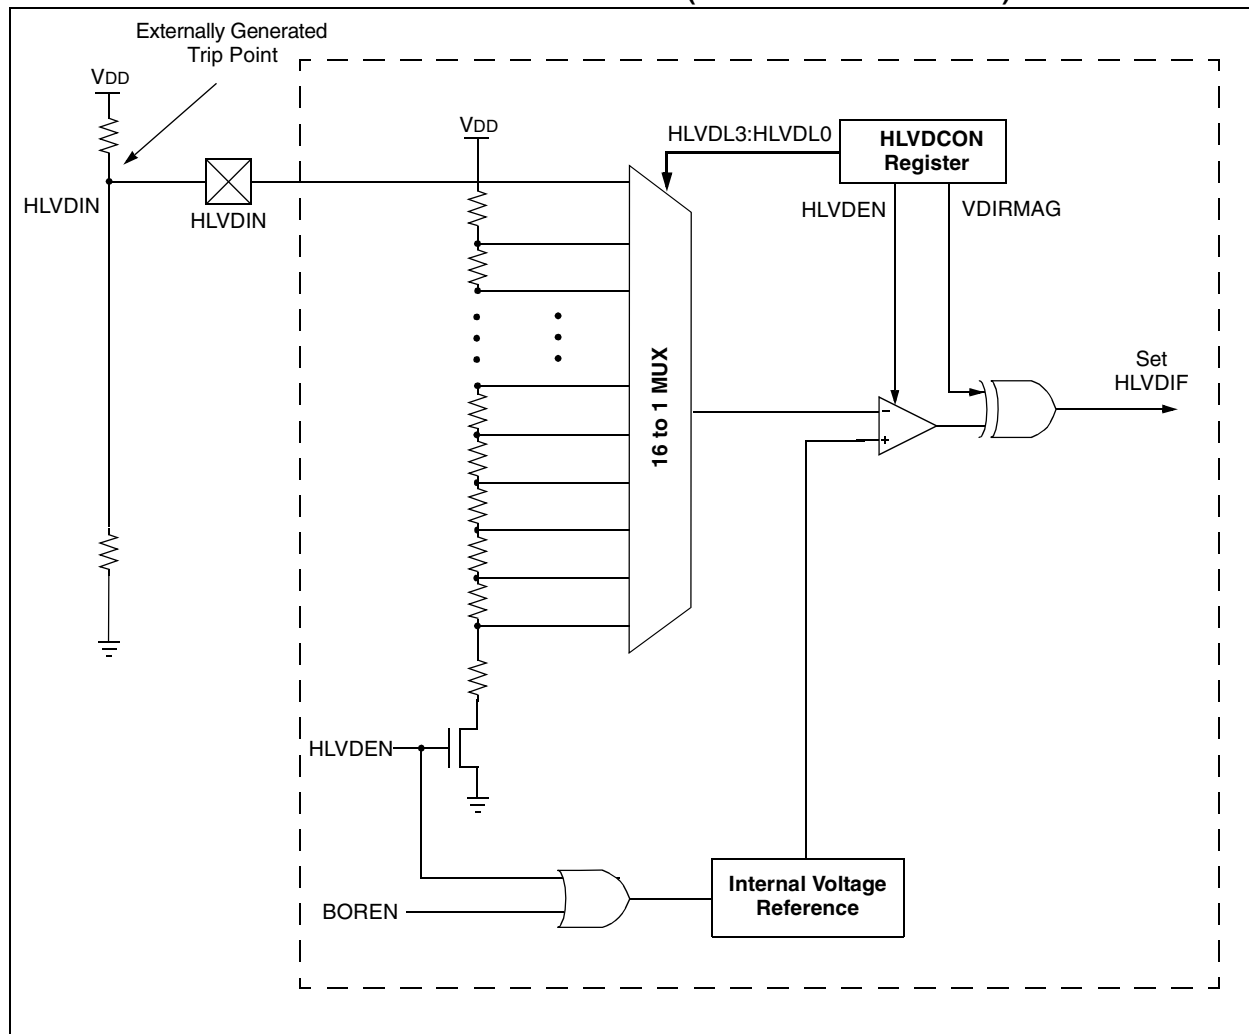 Externally Generated
Trip Point
VDD
VDD
HLVDL3:HLVDL0
HLVDCON
Register
HLVDIN
HLVDIN
HLVDEN
VDIRMAG
16 to 1 MUX
Set
HLVDIF
-
+
HLVDEN
BOREN
Internal Voltage
Reference